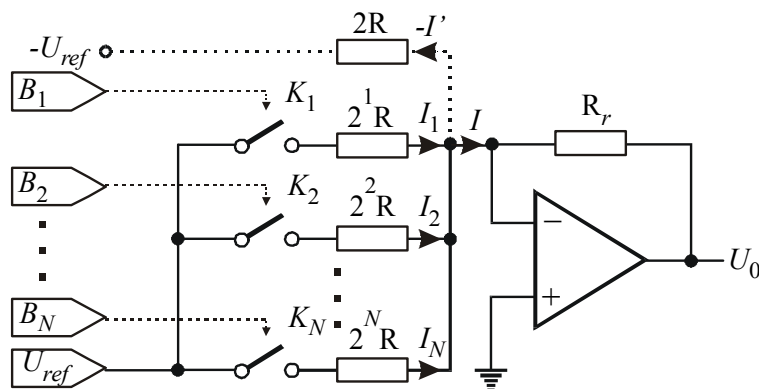 2R
-I'
-U_ref
B_1
K_1
2^1R
I_1
I
R_r
B_2
K_2
2^2R
I_2
−
U_0
+
B_N
K_N
2^NR
I_N
U_ref